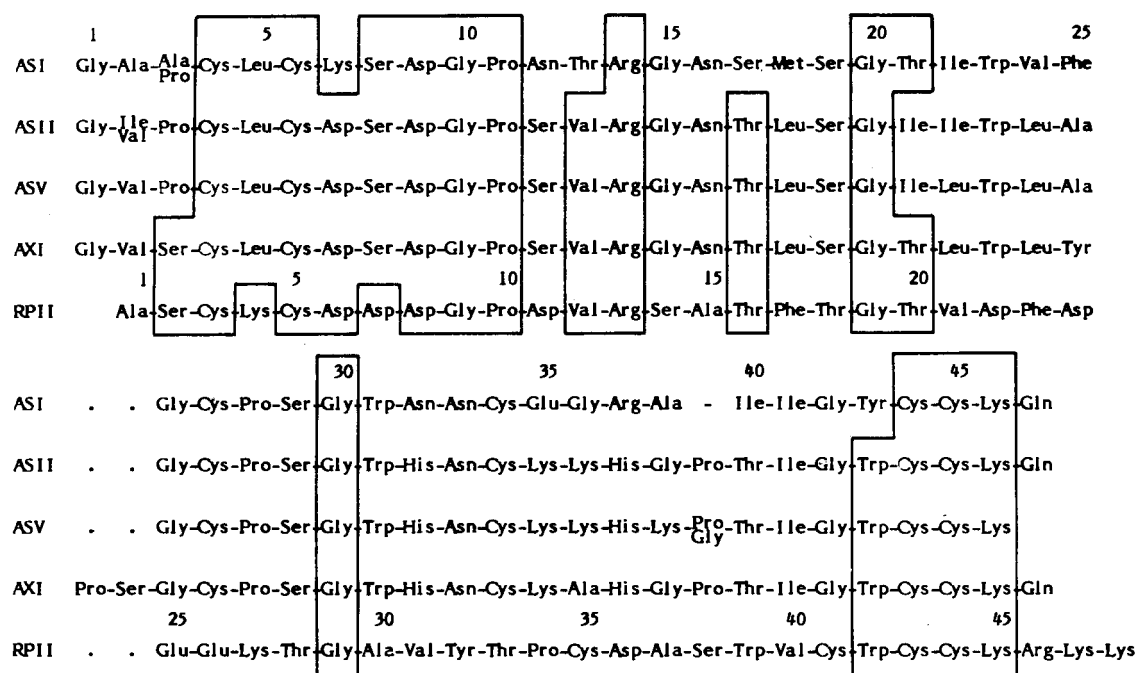 1 5 10 15 20 25
ASI Gly-Ala-Ala/Pro-Cys-Leu-Cys-Lys-Ser-Asp-Gly-Pro-Asn-Thr-Arg-Gly-Asn-Ser-Met-Ser-Gly-Thr-Ile-Trp-Val-Phe
ASII Gly-Ile/Val-Pro-Cys-Leu-Cys-Asp-Ser-Asp-Gly-Pro-Ser-Val-Arg-Gly-Asn-Thr-Leu-Ser-Gly-Ile-Ile-Trp-Leu-Ala
ASV Gly-Val-Pro-Cys-Leu-Cys-Asp-Ser-Asp-Gly-Pro-Ser-Val-Arg-Gly-Asn-Thr-Leu-Ser-Gly-Ile-Leu-Trp-Leu-Ala
AXI Gly-Val-Ser-Cys-Leu-Cys-Asp-Ser-Asp-Gly-Pro-Ser-Val-Arg-Gly-Asn-Thr-Leu-Ser-Gly-Thr-Leu-Trp-Leu-Tyr
1 5 10 15 20
RPII Ala-Ser-Cys-Lys-Cys-Asp-Asp-Asp-Gly-Pro-Asp-Val-Arg-Ser-Ala-Thr-Phe-Thr-Gly-Thr-Val-Asp-Phe-Asp
30 35 40 45
ASI . . Gly-Cys-Pro-Ser-Gly-Trp-Asn-Asn-Cys-Glu-Gly-Arg-Ala - Ile-Ile-Gly-Tyr-Cys-Cys-Lys-Gln
ASII . . Gly-Cys-Pro-Ser-Gly-Trp-His-Asn-Cys-Lys-Lys-His-Gly-Pro-Thr-Ile-Gly-Trp-Cys-Cys-Lys-Gln
ASV . . Gly-Cys-Pro-Ser-Gly-Trp-His-Asn-Cys-Lys-Lys-His-Lys-Pro/Gly-Thr-Ile-Gly-Trp-Cys-Cys-Lys
AXI Pro-Ser-Gly-Cys-Pro-Ser-Gly-Trp-His-Asn-Cys-Lys-Ala-His-Gly-Pro-Thr-Ile-Gly-Trp-Cys-Cys-Lys-Gln
25 30 35 40 45
RPII . . Glu-Glu-Lys-Thr-Gly-Ala-Val-Tyr-Thr-Pro-Cys-Asp-Ala-Ser-Trp-Val-Cys-Trp-Cys-Cys-Lys-Arg-Lys-Lys